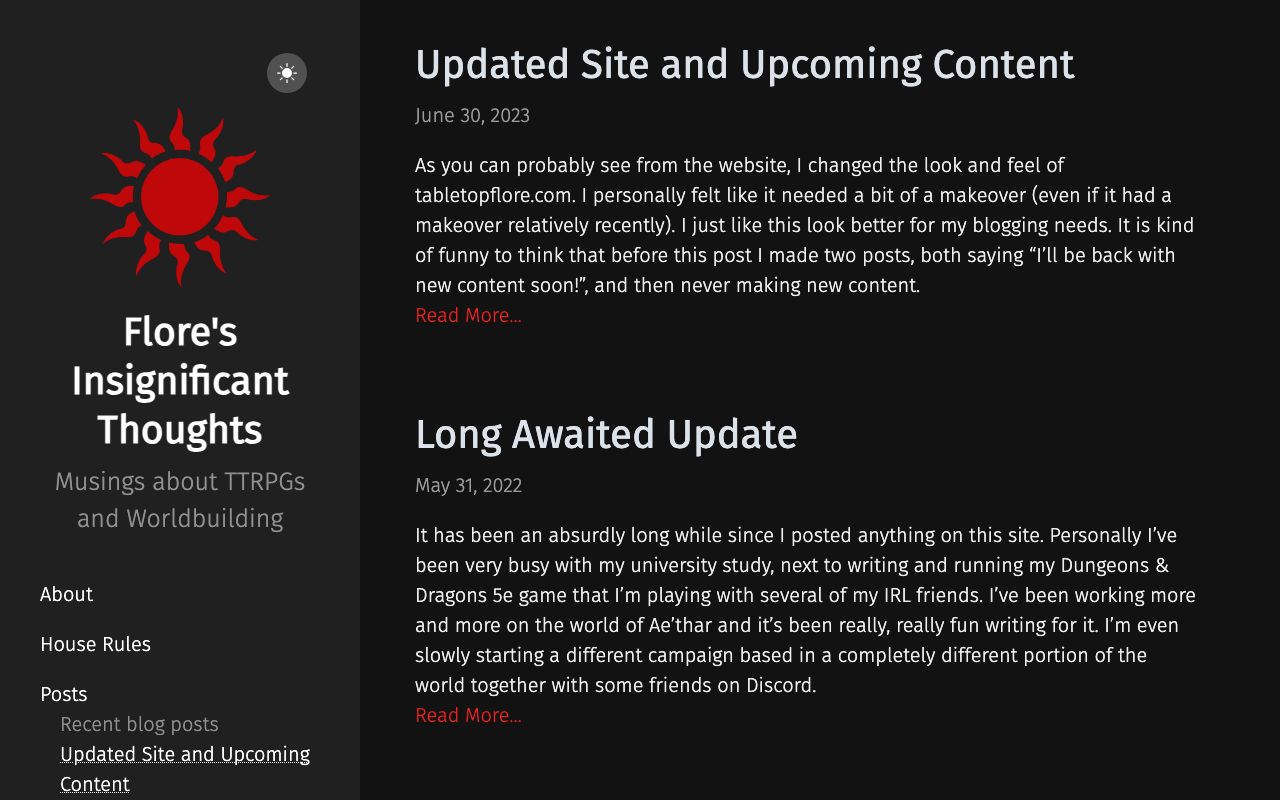 Flore's
Insignificant
Thoughts
Musings about TTRPGs
and Worldbuilding
About
House Rules
Posts
Recent blog posts
Updated Site and Upcoming
Content
Updated Site and Upcoming Content
June 30, 2023
As you can probably see from the website, I changed the look and feel of
tabletopflore.com. I personally felt like it needed a bit of a makeover (even if it had a
makeover relatively recently). I just like this look better for my blogging needs. It is kind
of funny to think that before this post I made two posts, both saying “I’ll be back with
new content soon!”, and then never making new content.
Read More...
Long Awaited Update
May 31, 2022
It has been an absurdly long while since I posted anything on this site. Personally I’ve
been very busy with my university study, next to writing and running my Dungeons &
Dragons 5e game that I’m playing with several of my IRL friends. I’ve been working more
and more on the world of Ae’thar and it’s been really, really fun writing for it. I’m even
slowly starting a different campaign based in a completely different portion of the
world together with some friends on Discord.
Read More...